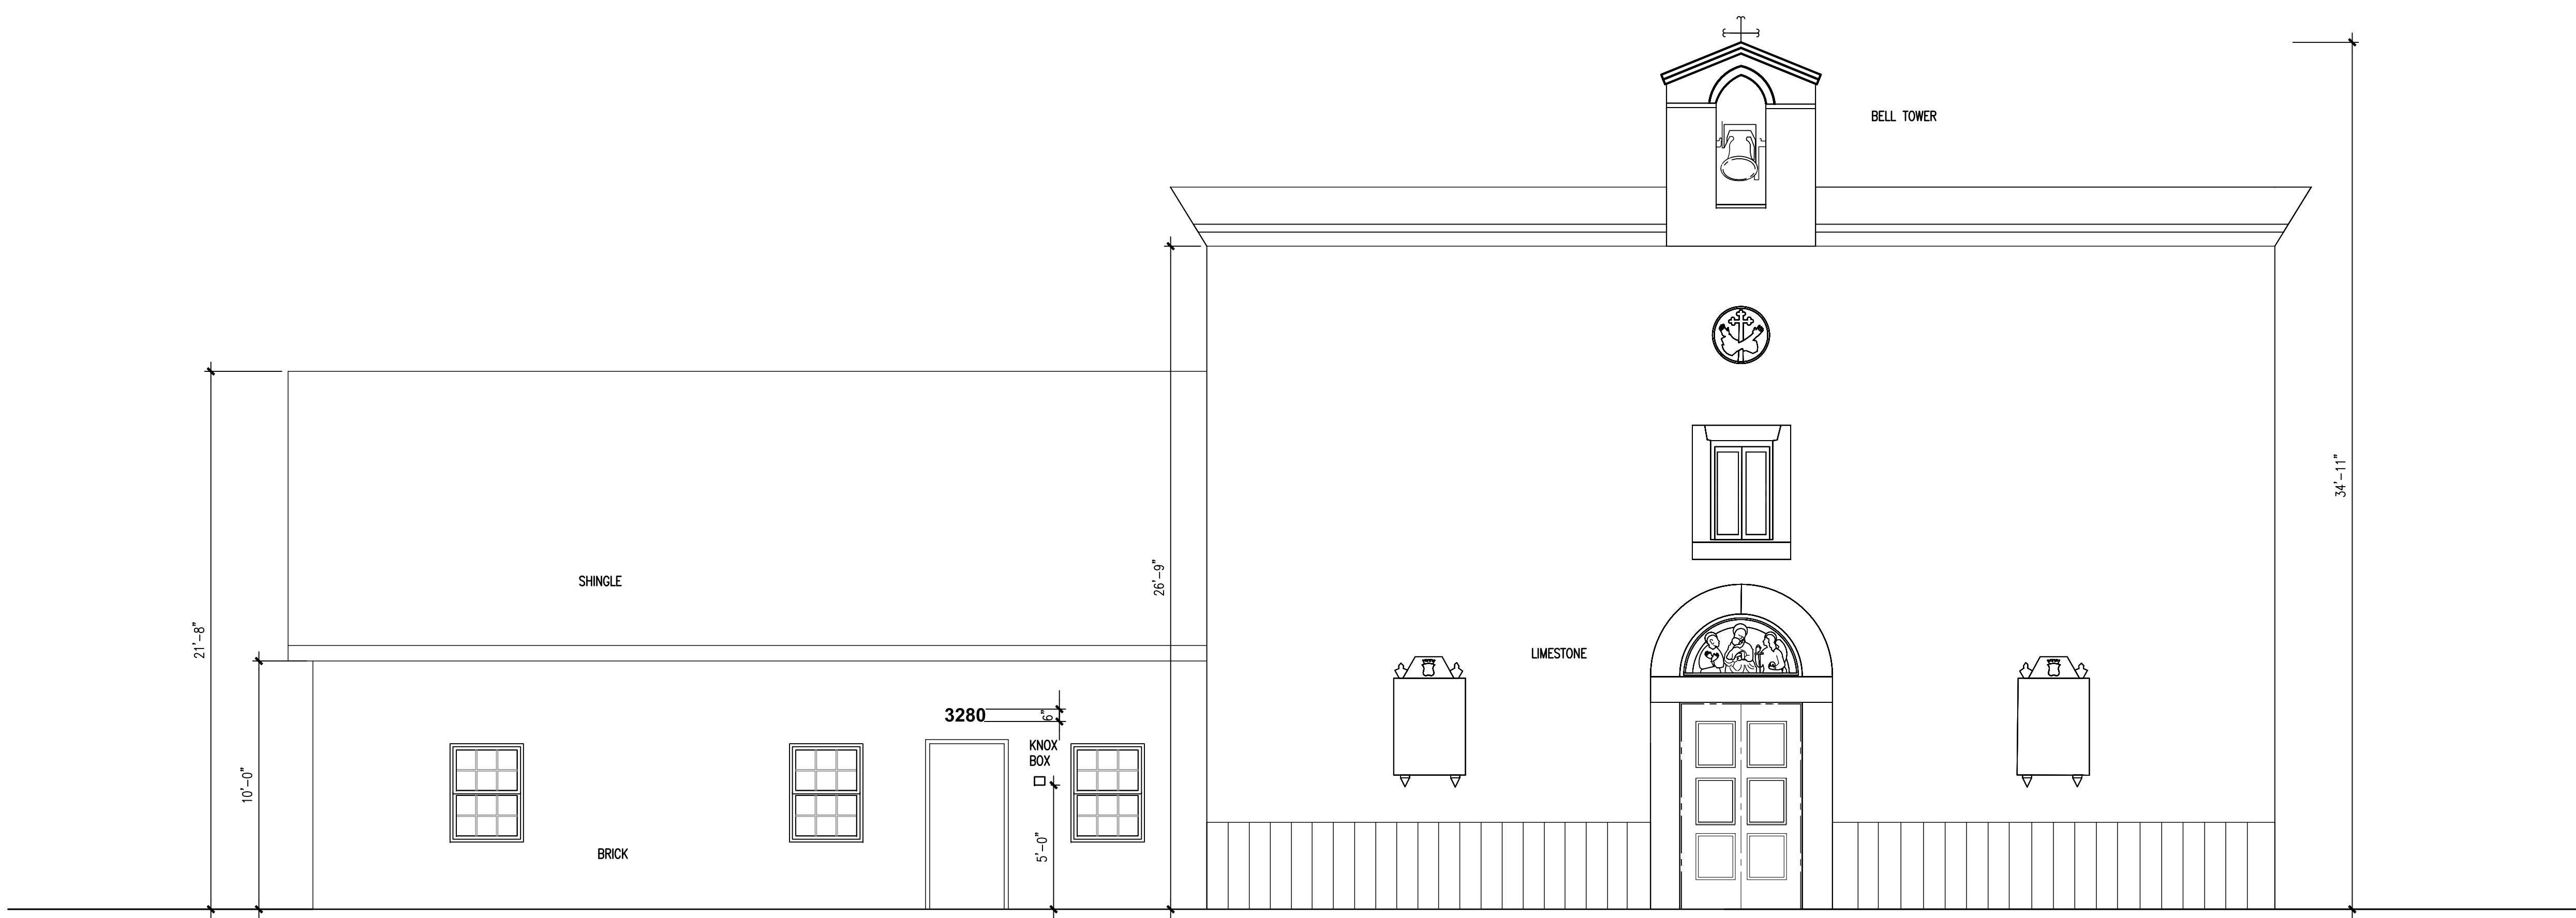 BELL TOWER
34'-11"
26'-9"
SHINGLE
21'-8"
LIMESTONE
3280
6"
KNOX
BOX
10'-0"
5'-0"
BRICK